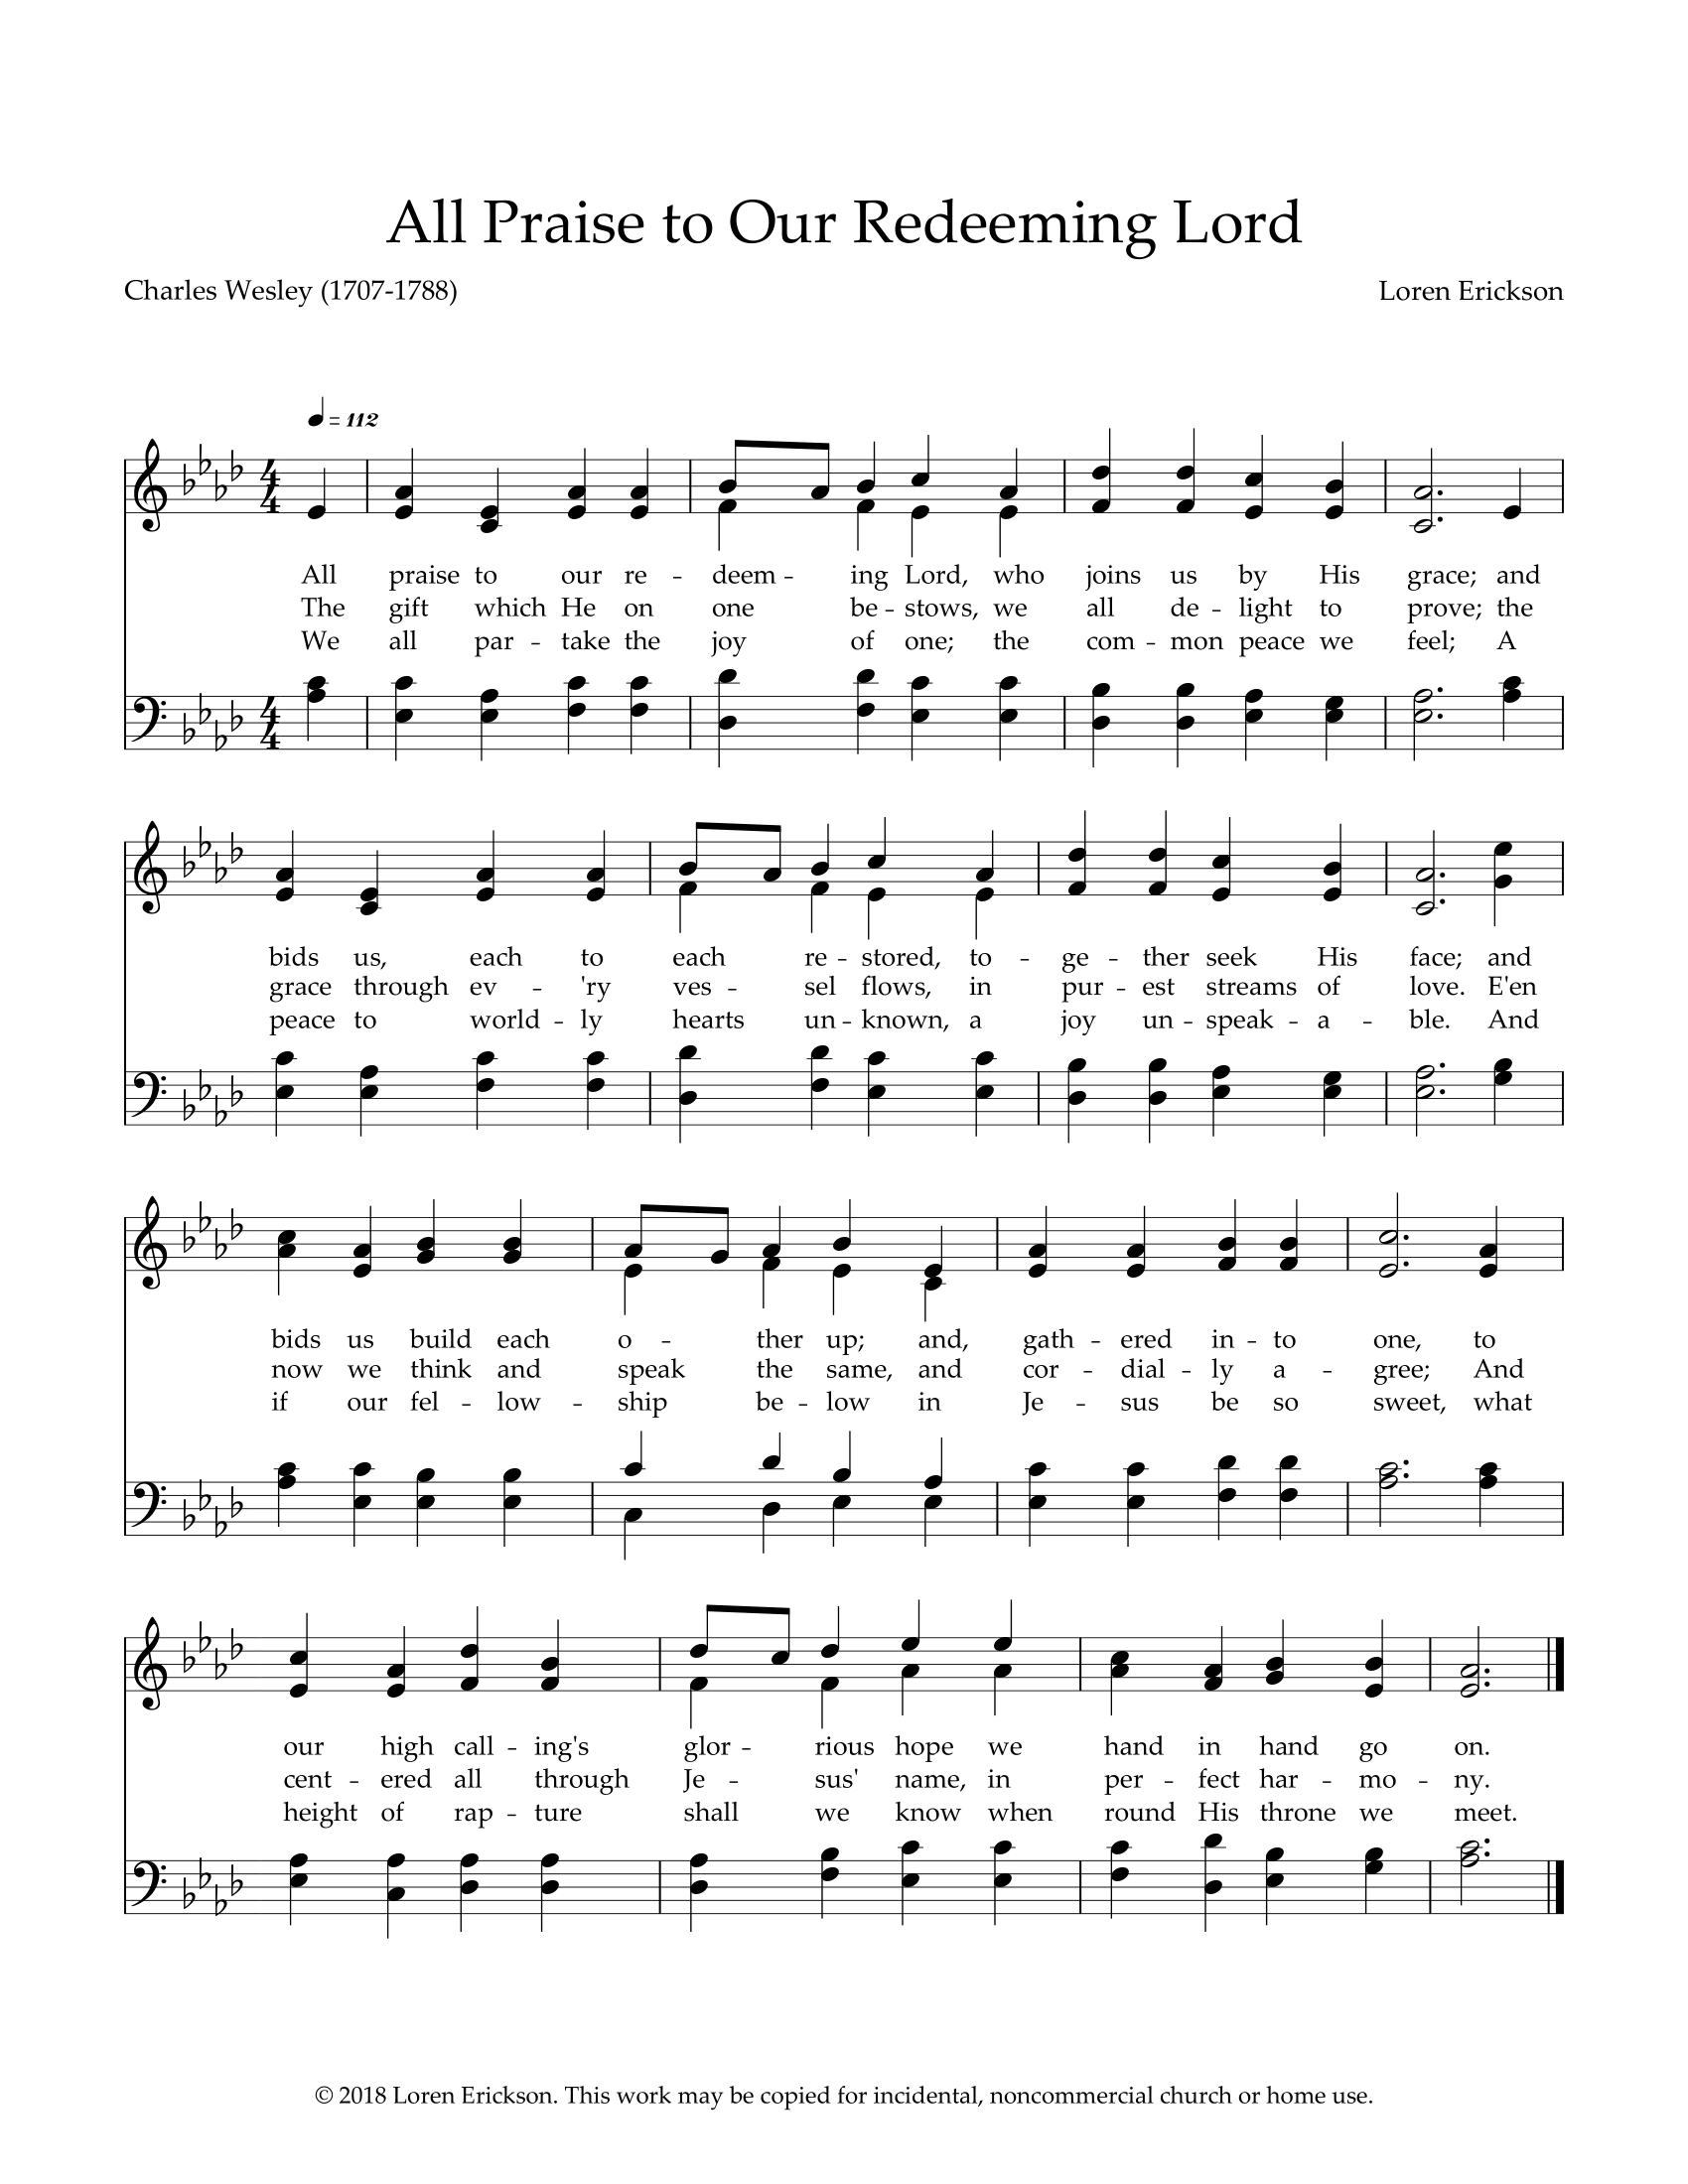 All Praise to Our Redeeming Lord
Charles Wesley (1707-1788)
Loren Erickson
= 112
4 4
All praise to our re - deem - ing Lord, who joins us by His grace; and
The gift which He on one be - stows, we all de - light to prove; the
We all par - take the joy of one; the com - mon peace we feel; A
4 4
bids us, each to each re - stored, to - ge - ther seek His face; and
grace through ev - 'ry ves - sel flows, in pur - est streams of love. E'en
peace to world - ly hearts un - known, a joy un - speak - a - ble. And
bids us build each o - ther up; and, gath - ered in - to one, to
now we think and speak the same, and cor - dial - ly a - gree; And
if our fel - low - ship be - low in Je - sus be so sweet, what
our high call - ing's glor - rious hope we hand in hand go on.
cent - ered all through Je - sus' name, in per - fect har - mo - ny.
height of rap - ture shall we know when round His throne we meet.
© 2018 Loren Erickson. This work may be copied for incidental, noncommercial church or home use.